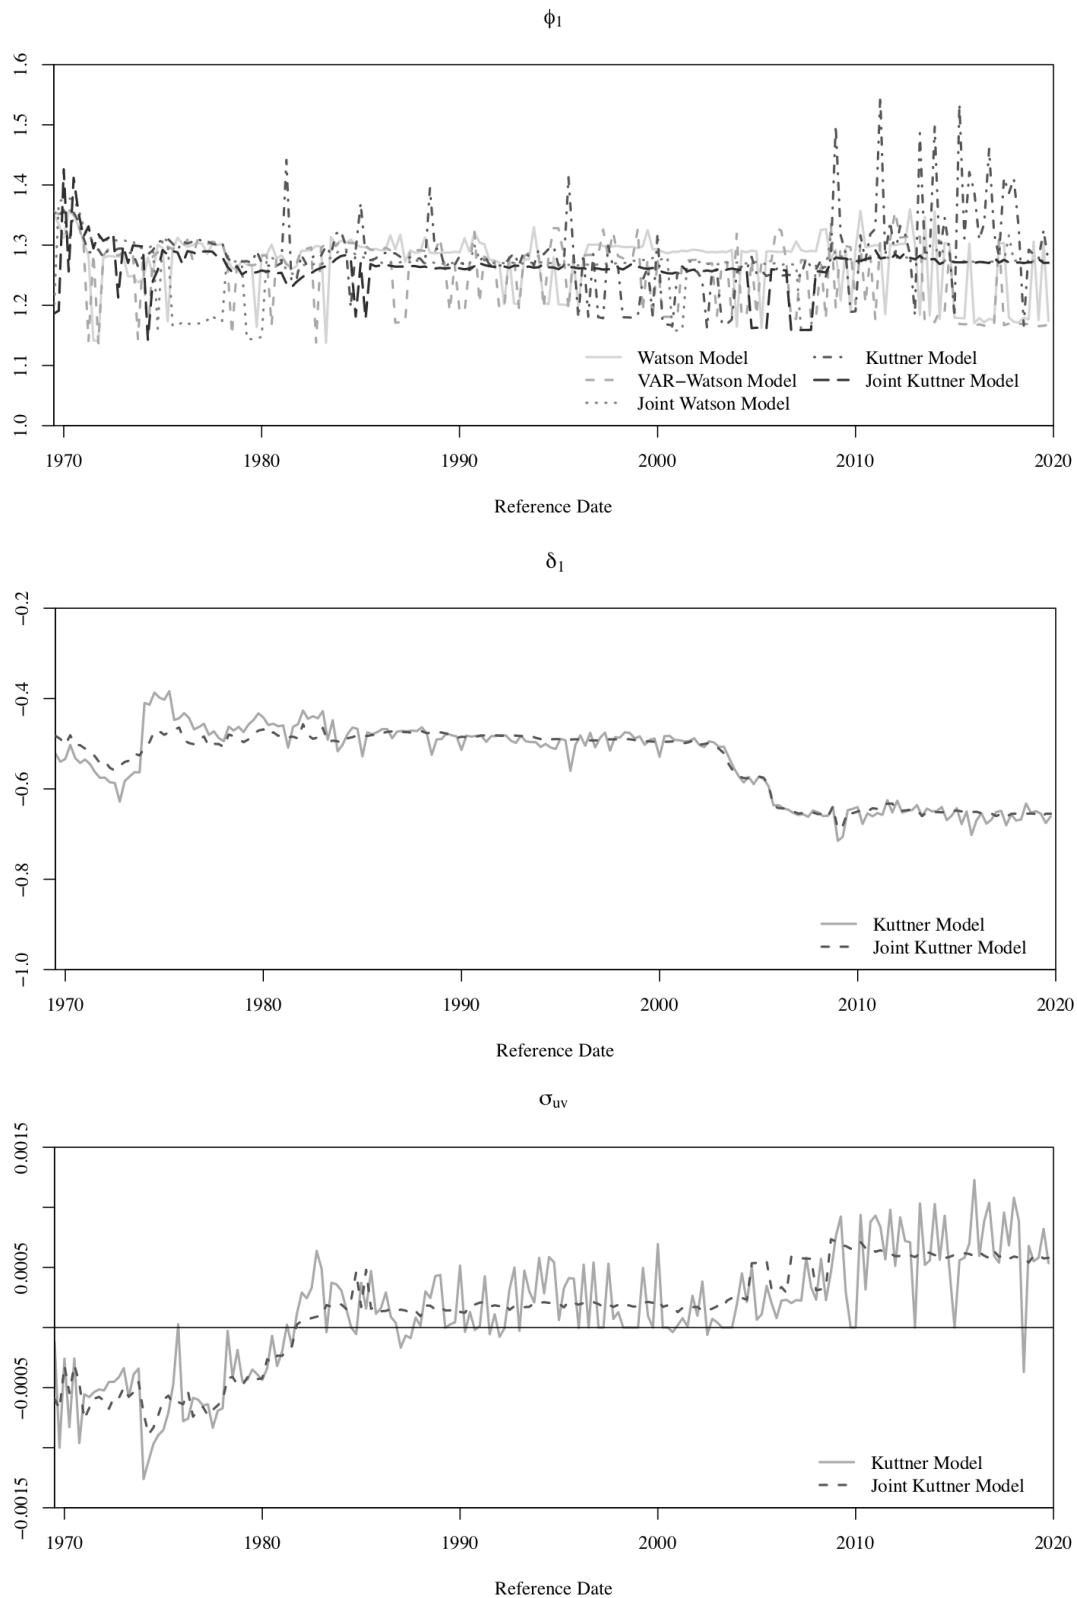 ϕ1
1.6
1.5
1.4
1.3
1.2
1.1
1.0
Watson Model
VAR−Watson Model
Joint Watson Model
Kuttner Model
Joint Kuttner Model
1970 1980 1990 2000 2010 2020
Reference Date
δ1
−0.2
−0.4
−0.6
−0.8
−1.0
Kuttner Model
Joint Kuttner Model
1970 1980 1990 2000 2010 2020
Reference Date
σuv
0.0015
0.0005
−0.0005
−0.0015
Kuttner Model
Joint Kuttner Model
1970 1980 1990 2000 2010 2020
Reference Date